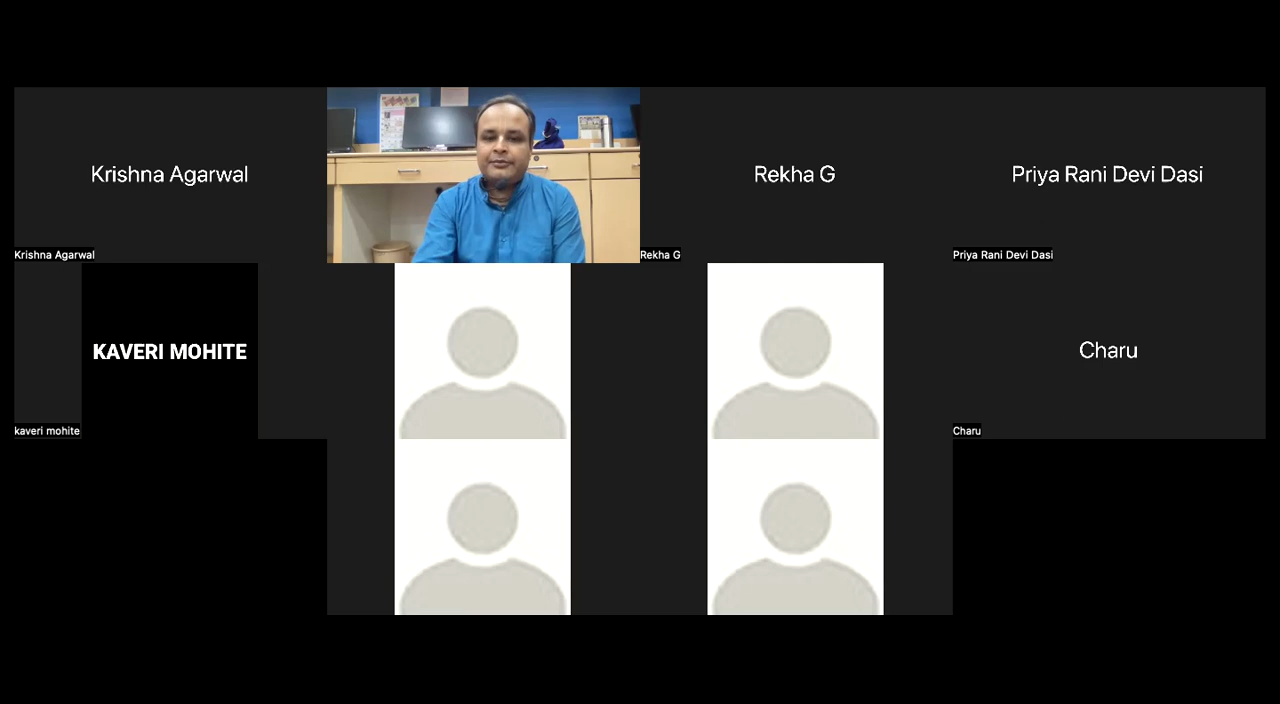 Krishna Agarwal
Rekha G
Priya Rani Devi Dasi
Krishna Agarwal
Rekha G
Priya Rani Devi Dasi
KAVERI MOHITE
Charu
kaveri mohite
Charu